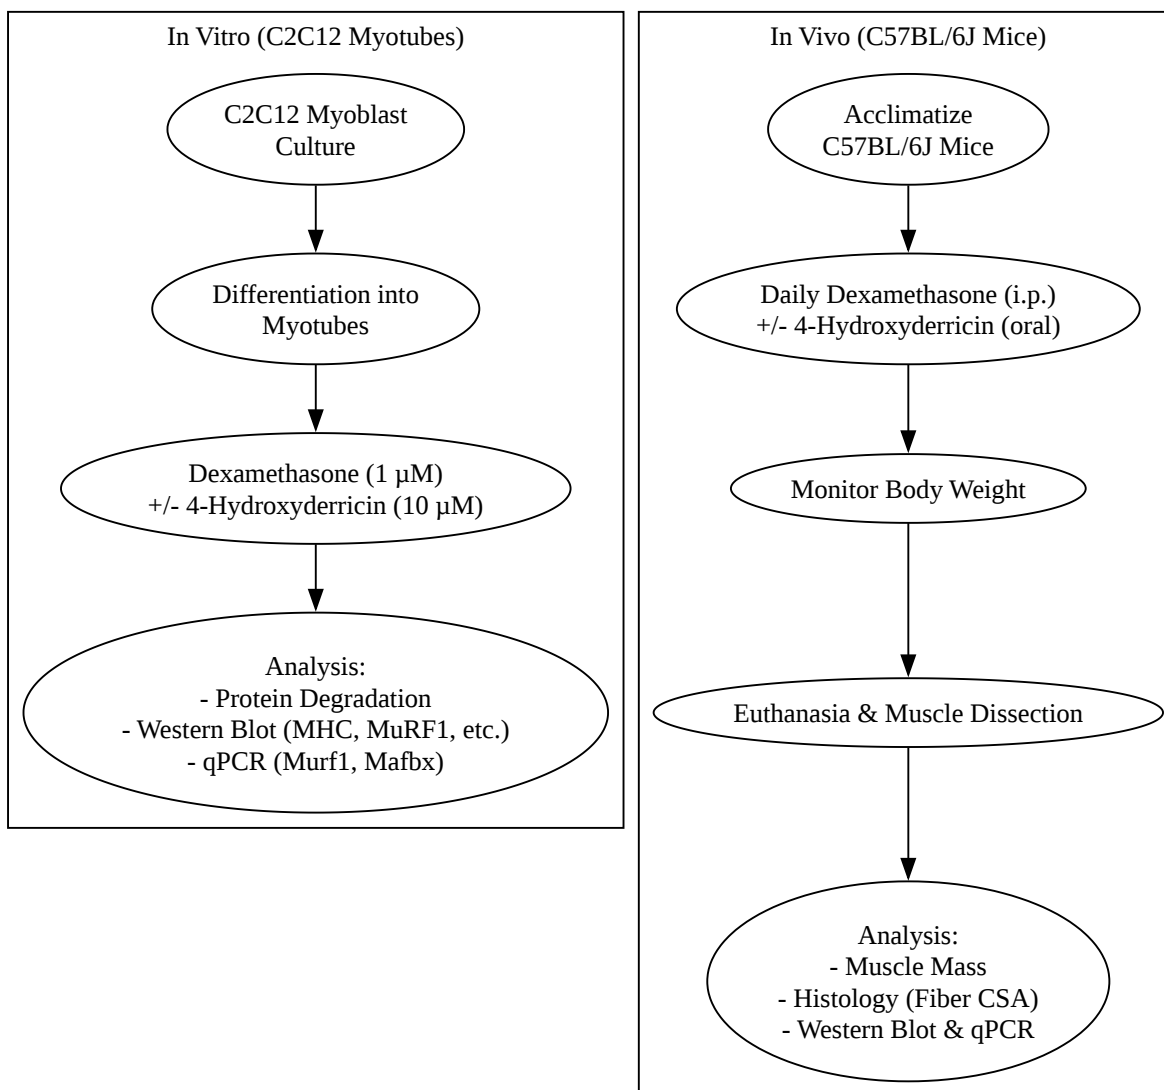 In Vitro (C2C12 Myotubes)
C2C12 Myoblast
Culture
Differentiation into
Myotubes
Dexamethasone (1 µM)
+/- 4-Hydroxyderricin (10 µM)
Analysis:
- Protein Degradation
- Western Blot (MHC, MuRF1, etc.)
- qPCR (Murf1, Mafbx)
In Vivo (C57BL/6J Mice)
Acclimatize
C57BL/6J Mice
Daily Dexamethasone (i.p.)
+/- 4-Hydroxyderricin (oral)
Monitor Body Weight
Euthanasia & Muscle Dissection
Analysis:
- Muscle Mass
- Histology (Fiber CSA)
- Western Blot & qPCR